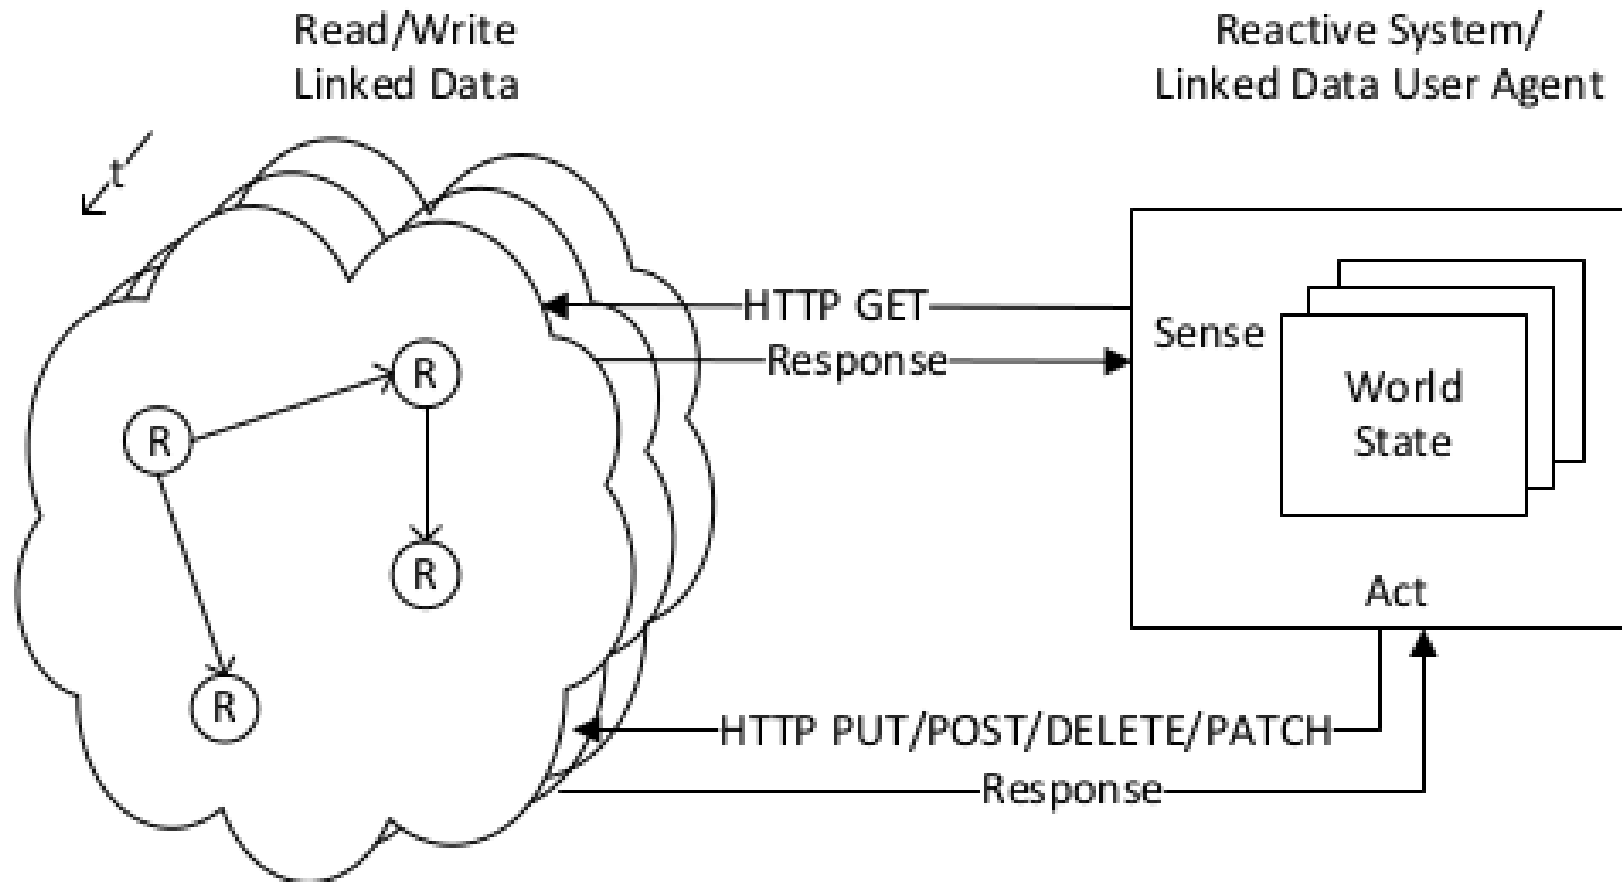 Read/Write
Linked Data
Reactive System/
Linked Data User Agent
t
HTTP GET
Response
Sense
World
State
R
R
R
R
Act
HTTP PUT/POST/DELETE/PATCH
Response